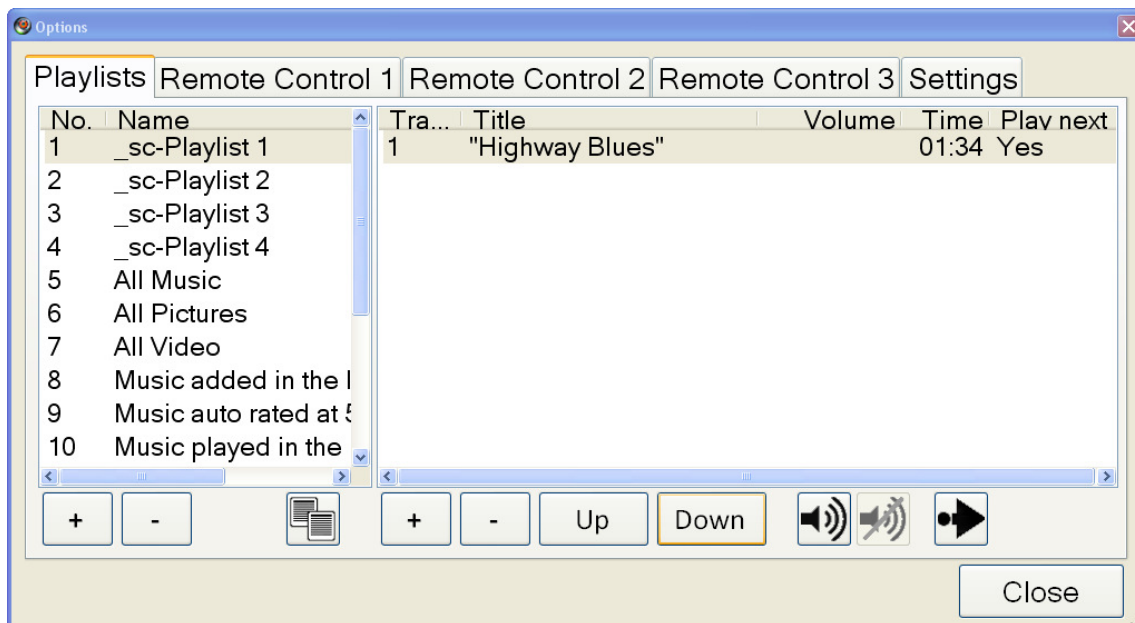 Options
Playlists Remote Control 1 Remote Control 2 Remote Control 3 Settings
No. Name
1 _sc-Playlist 1
2 _sc-Playlist 2
3 _sc-Playlist 3
4 _sc-Playlist 4
5 All Music
6 All Pictures
7 All Video
8 Music added in the l
9 Music auto rated at 5
10 Music played in the
Tra... Title Volume Time Play next
1 "Highway Blues" 01:34 Yes
+ - + - Up Down
Close